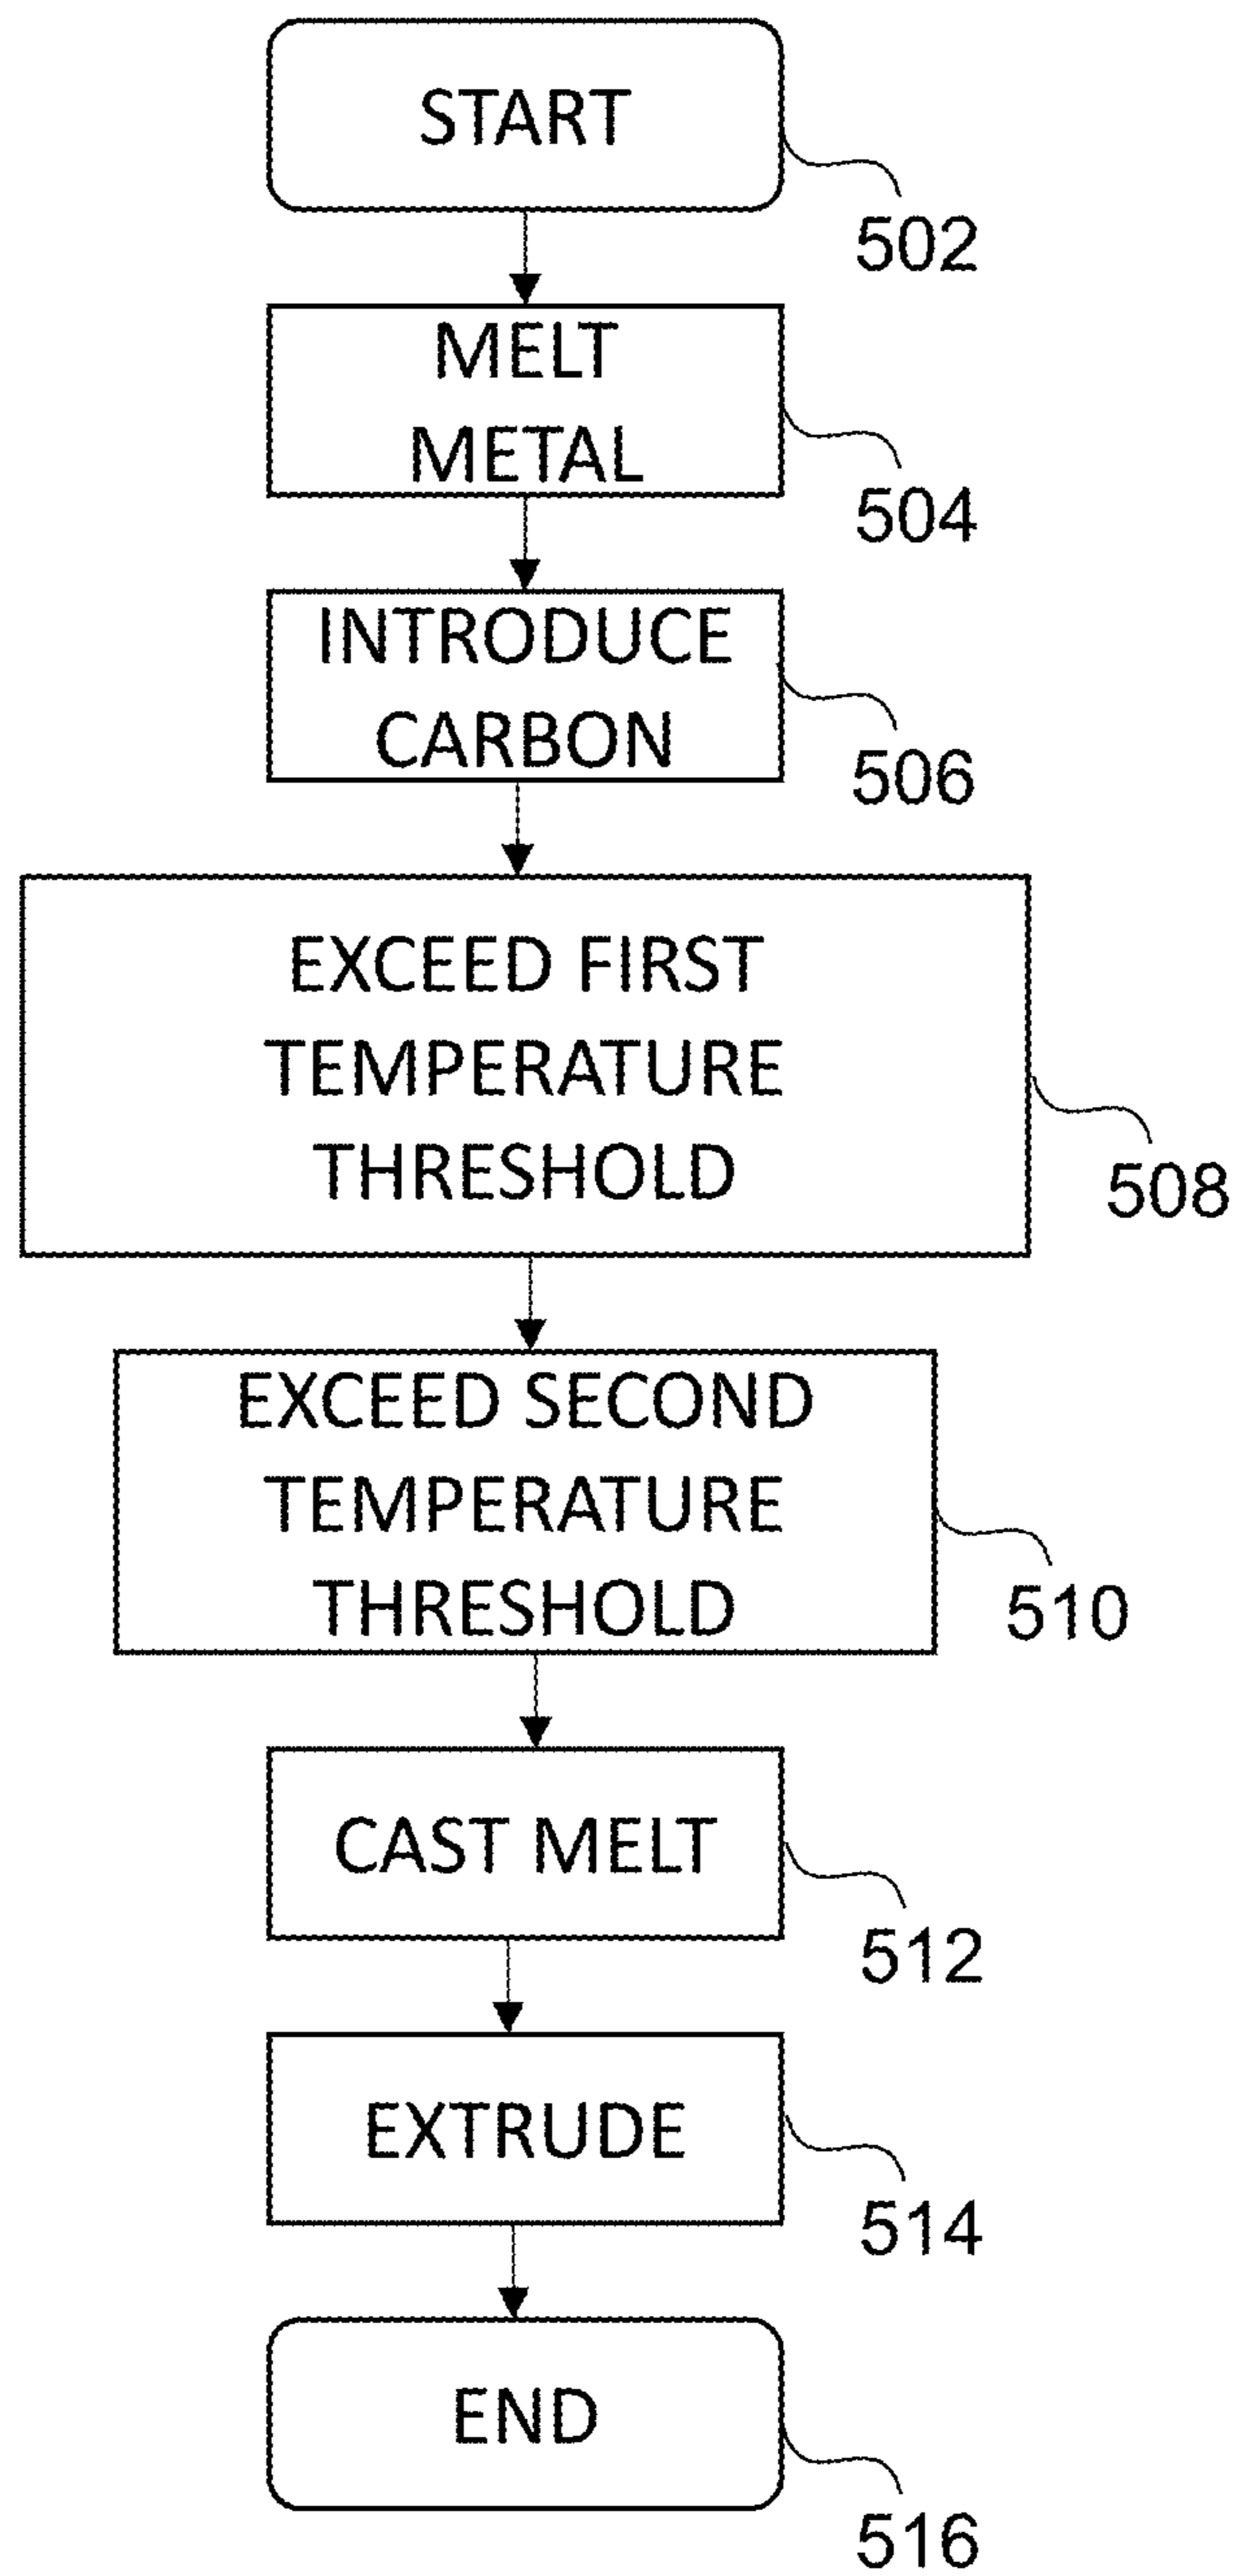 START
502
MELT
METAL
504
INTRODUCE
CARBON
506
EXCEED FIRST
TEMPERATURE
THRESHOLD
508
EXCEED SECOND
TEMPERATURE
THRESHOLD
510
CAST MELT
512
EXTRUDE
514
END
516